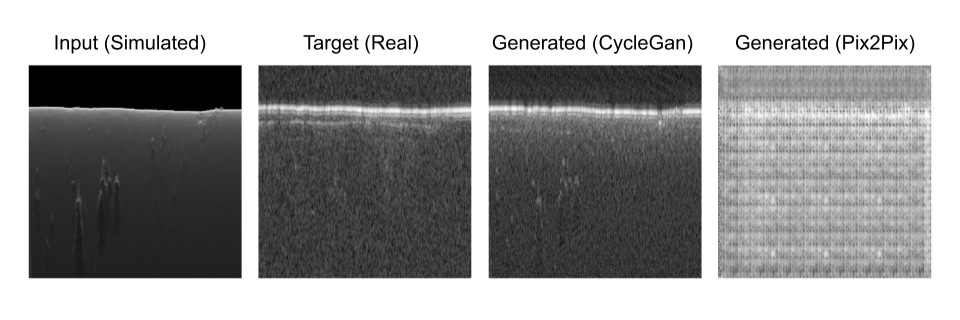 Input (Simulated)
Target (Real)
Generated (CycleGan)
Generated (Pix2Pix)